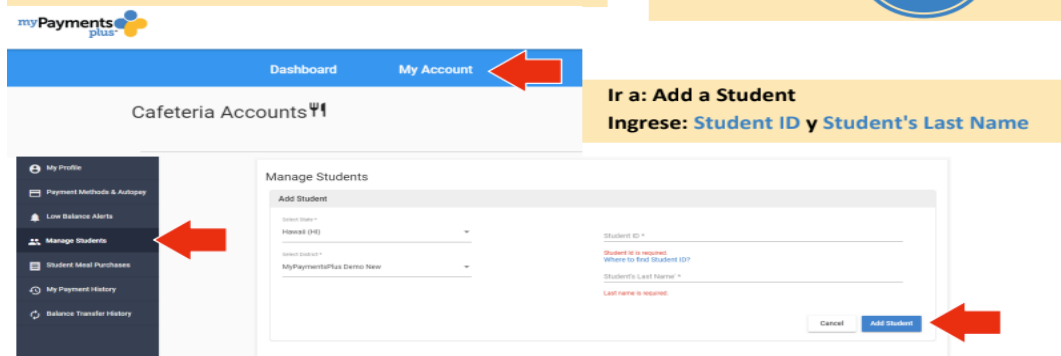 myPayments
plus
Dashboard My Account
Ir a: Add a Student
Ingrese: Student ID y Student's Last Name
Cafeteria Accounts
My Profile
Payment Methods & Autopay
Low Balance Alerts
Manage Students
Student Meal Purchases
My Payment History
Balance Transfer History
Manage Students
Add Student
Select State *
Hawaii (HI)
Select District *
MyPaymentsPlus Demo New
Student ID *
Student Id is required.
Where to find Student ID?
Student's Last Name' *
Last name is required.
Cancel Add Student